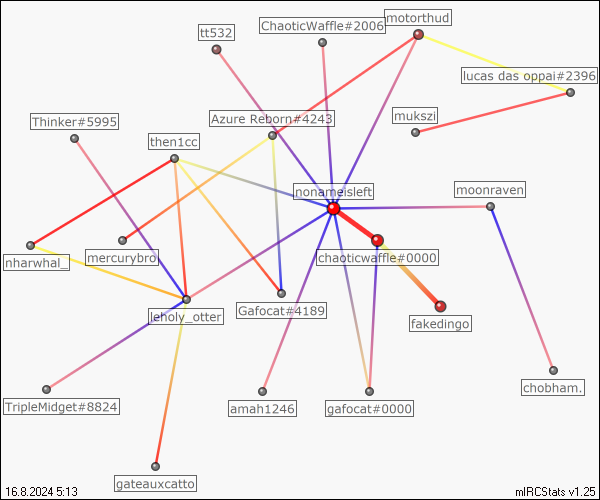 motorthud
ChaoticWaffle#2006
tt532
lucas das oppai#2396
Thinker#5995
Azure Reborn#4243
mukszi
then1cc
nonameisleft
moonraven
nharwhal_
mercurybro
chaoticwaffle#0000
leholy_otter
Gafocat#4189
fakedingo
chobham.
TripleMidget#8824
amah1246
gafocat#0000
gateauxcatto
16.8.2024 5:13
mIRCStats v1.25